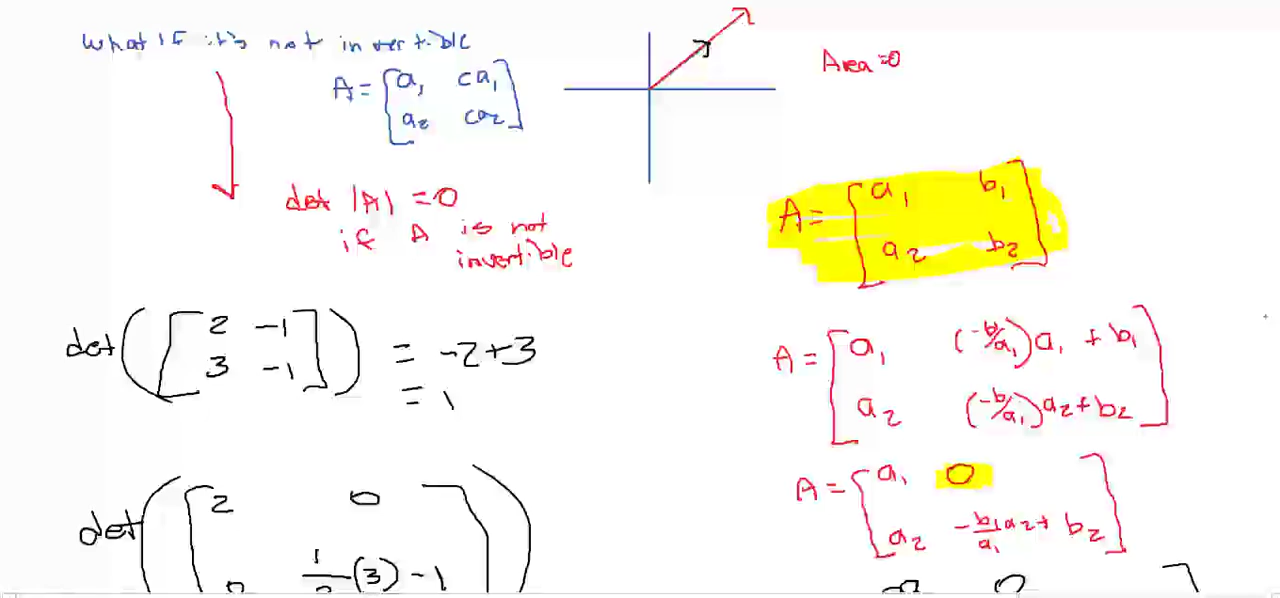 what if it's not invertible
A = [a₁ ca₁
a₂ ca₂]
Area = 0
det |A| = 0
if A is not
invertible
A = [a₁ b₁
a₂ b₂]
det([2 -1
3 -1]) = -2+3
= 1
A = [a₁ (-b/a₁)a₁ + b₁
a₂ (-b/a₁)a₂ + b₂]
A = [a₁ 0
a₂ -b₁/a₁ a₂ + b₂]
det([2 0
(3) - 1])
0